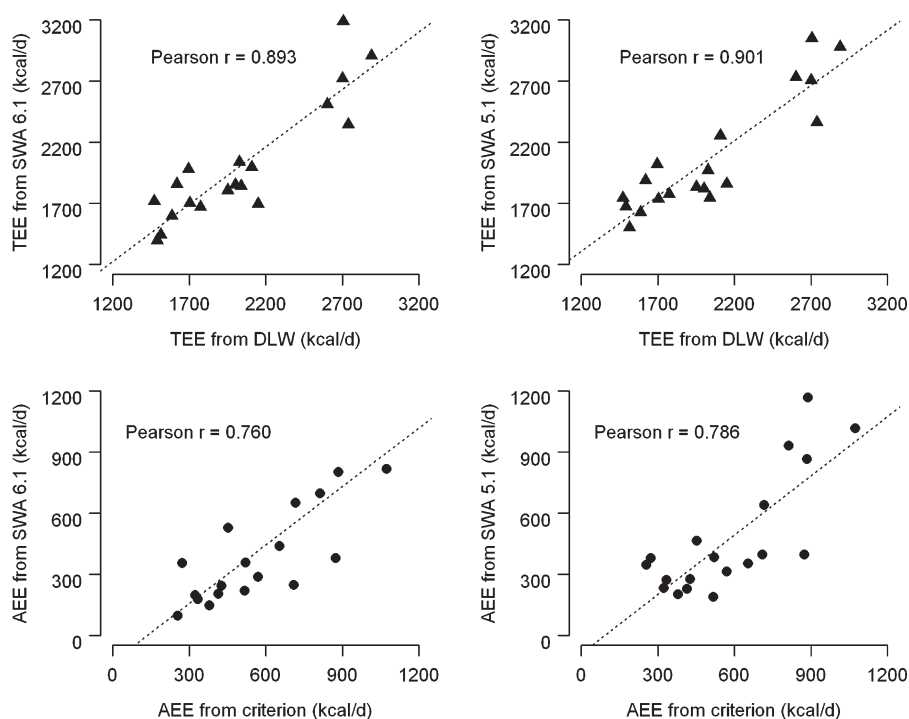 TEE from SWA 6.1 (kcal/d)
3200
2700
2200
1700
1200
Pearson r = 0.893
1200 1700 2200 2700 3200
TEE from DLW (kcal/d)
TEE from SWA 5.1 (kcal/d)
3200
2700
2200
1700
1200
Pearson r = 0.901
1200 1700 2200 2700 3200
TEE from DLW (kcal/d)
AEE from SWA 6.1 (kcal/d)
1200
900
600
300
0
Pearson r = 0.760
0 300 600 900 1200
AEE from criterion (kcal/d)
AEE from SWA 5.1 (kcal/d)
1200
900
600
300
0
Pearson r = 0.786
0 300 600 900 1200
AEE from criterion (kcal/d)